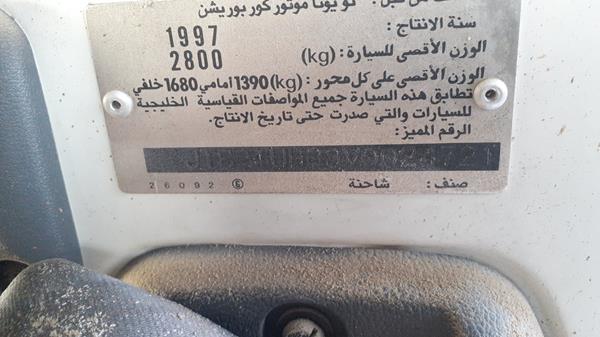 من قبل : تويوتا موتور كوربوريشن
سنة الانتاج : 1997
الوزن الأقصى للسيارة : (kg) 2800
الوزن الأقصى على كل محور : (kg) 1390 امامي 1680 خلفي
تطابق هذه السيارة جميع المواصفات القياسية الخليجية
للسيارات والتي صدرت حتى تاريخ الانتاج.
الرقم المميز :
صنف : شاحنة
26092 G